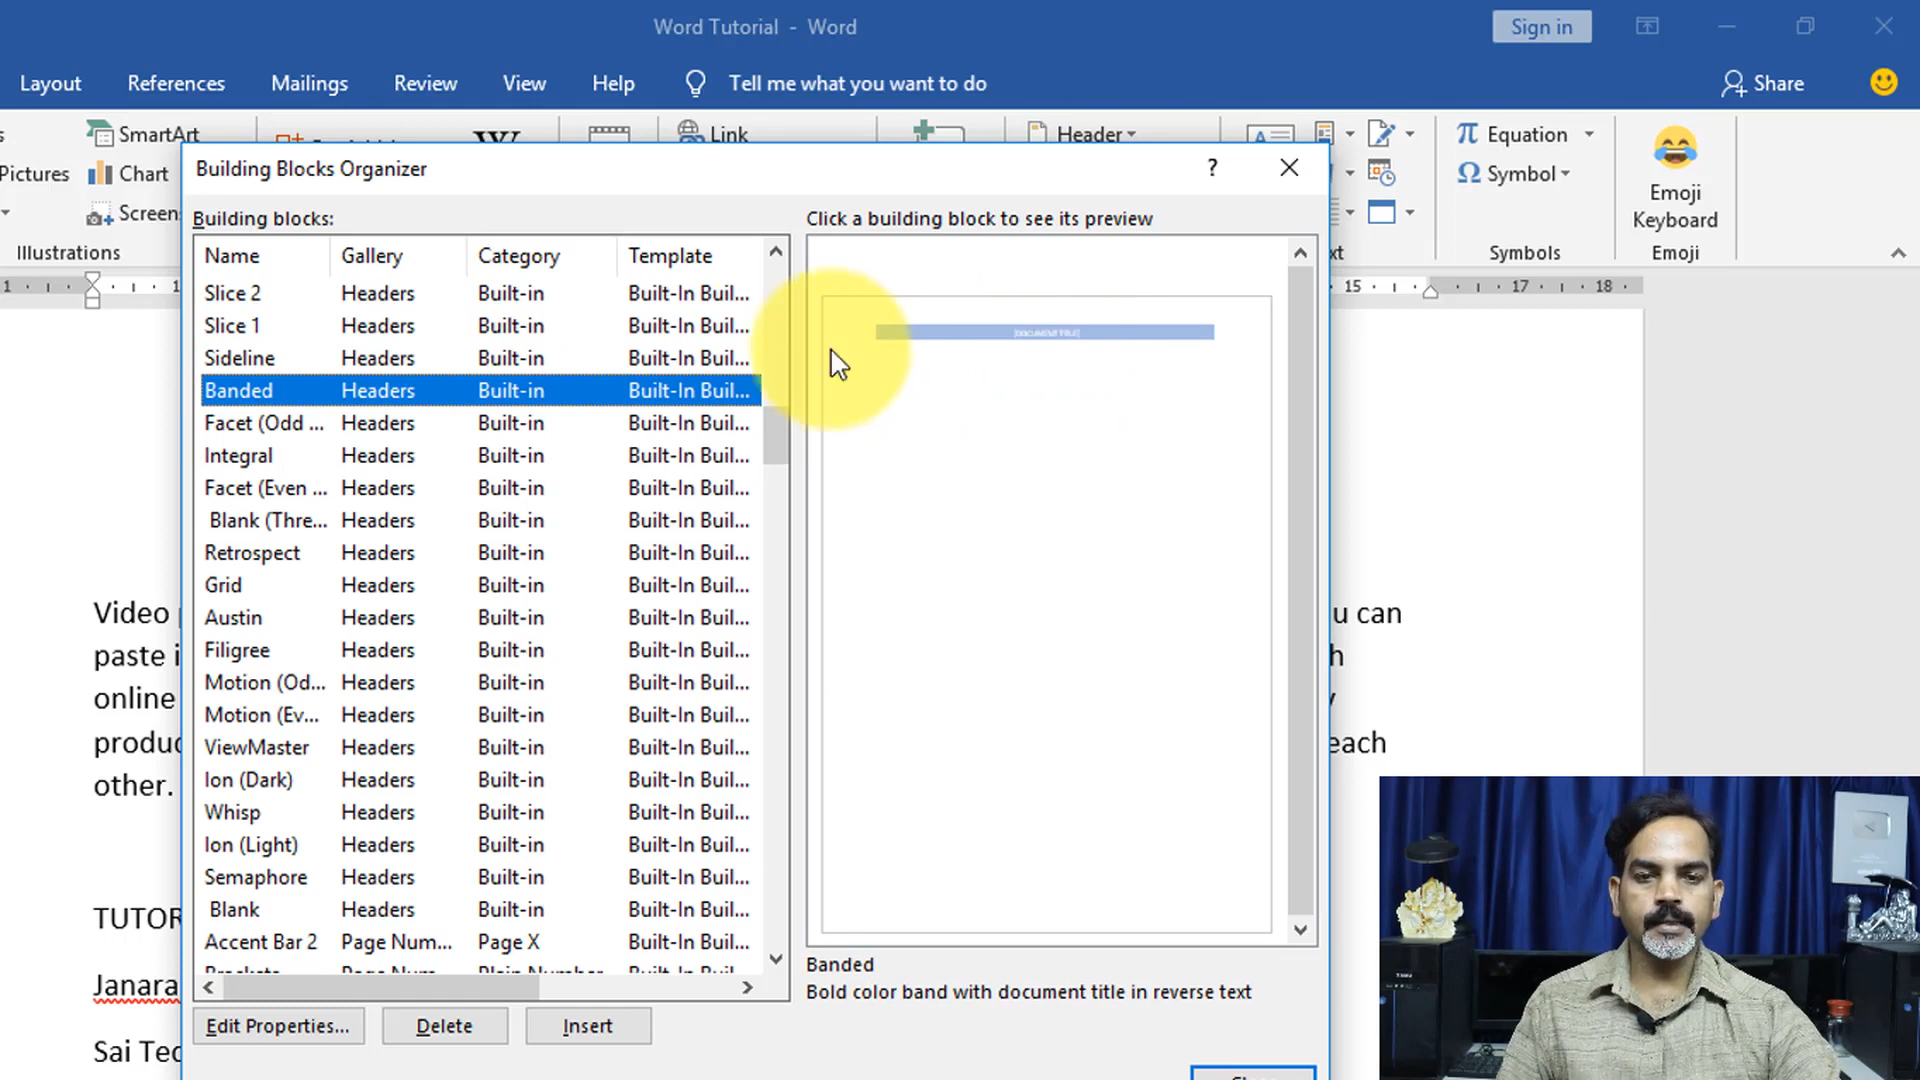 Word Tutorial - Word
Sign in
Layout References Mailings Review View Help Tell me what you want to do Share
SmartArt Link Header
Pictures Chart Equation
Screens Symbol
Emoji Keyboard
Illustrations Symbols Emoji
Building Blocks Organizer ?
Building blocks: Click a building block to see its preview
Name Gallery Category Template
Slice 2 Headers Built-in Built-In Buil...
Slice 1 Headers Built-in Built-In Buil...
Sideline Headers Built-in Built-In Buil...
Banded Headers Built-in Built-In Buil...
Facet (Odd ... Headers Built-in Built-In Buil...
Integral Headers Built-in Built-In Buil...
Facet (Even ... Headers Built-in Built-In Buil...
Blank (Thre... Headers Built-in Built-In Buil...
Retrospect Headers Built-in Built-In Buil...
Grid Headers Built-in Built-In Buil...
Austin Headers Built-in Built-In Buil...
Filigree Headers Built-in Built-In Buil...
Motion (Od... Headers Built-in Built-In Buil...
Motion (Ev... Headers Built-in Built-In Buil...
ViewMaster Headers Built-in Built-In Buil...
Ion (Dark) Headers Built-in Built-In Buil...
Whisp Headers Built-in Built-In Buil...
Ion (Light) Headers Built-in Built-In Buil...
Semaphore Headers Built-in Built-In Buil...
Blank Headers Built-in Built-In Buil...
Accent Bar 2 Page Num... Page X Built-In Buil...
[DOCUMENT TITLE]
Banded
Bold color band with document title in reverse text
Edit Properties... Delete Insert
1 15 17 18
Video u can
paste i h
online y
produc each
other.
TUTOR
Janara
Sai Tec